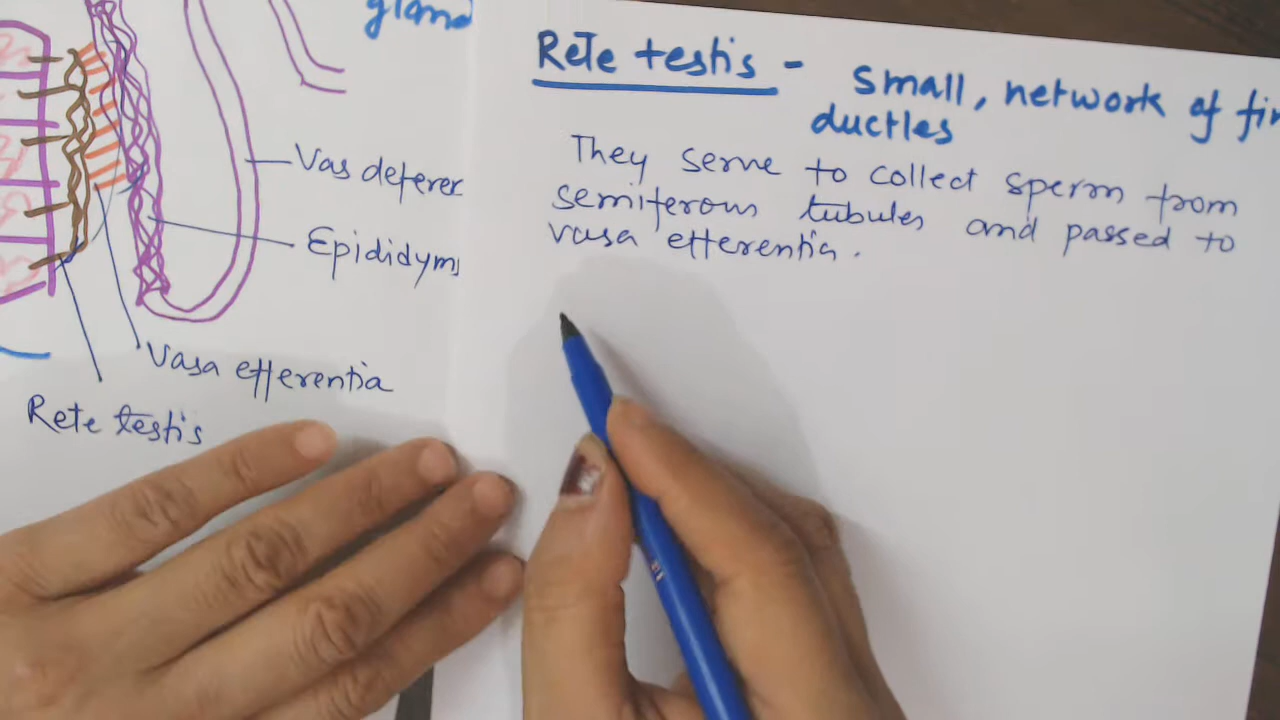 gland
Vas deferer
Epididym
Vasa efferentia
Rete testis
Rete testis - small, network of fin
ductles
They serve to collect sperm from
semiferous tubules and passed to
vasa efferentia.